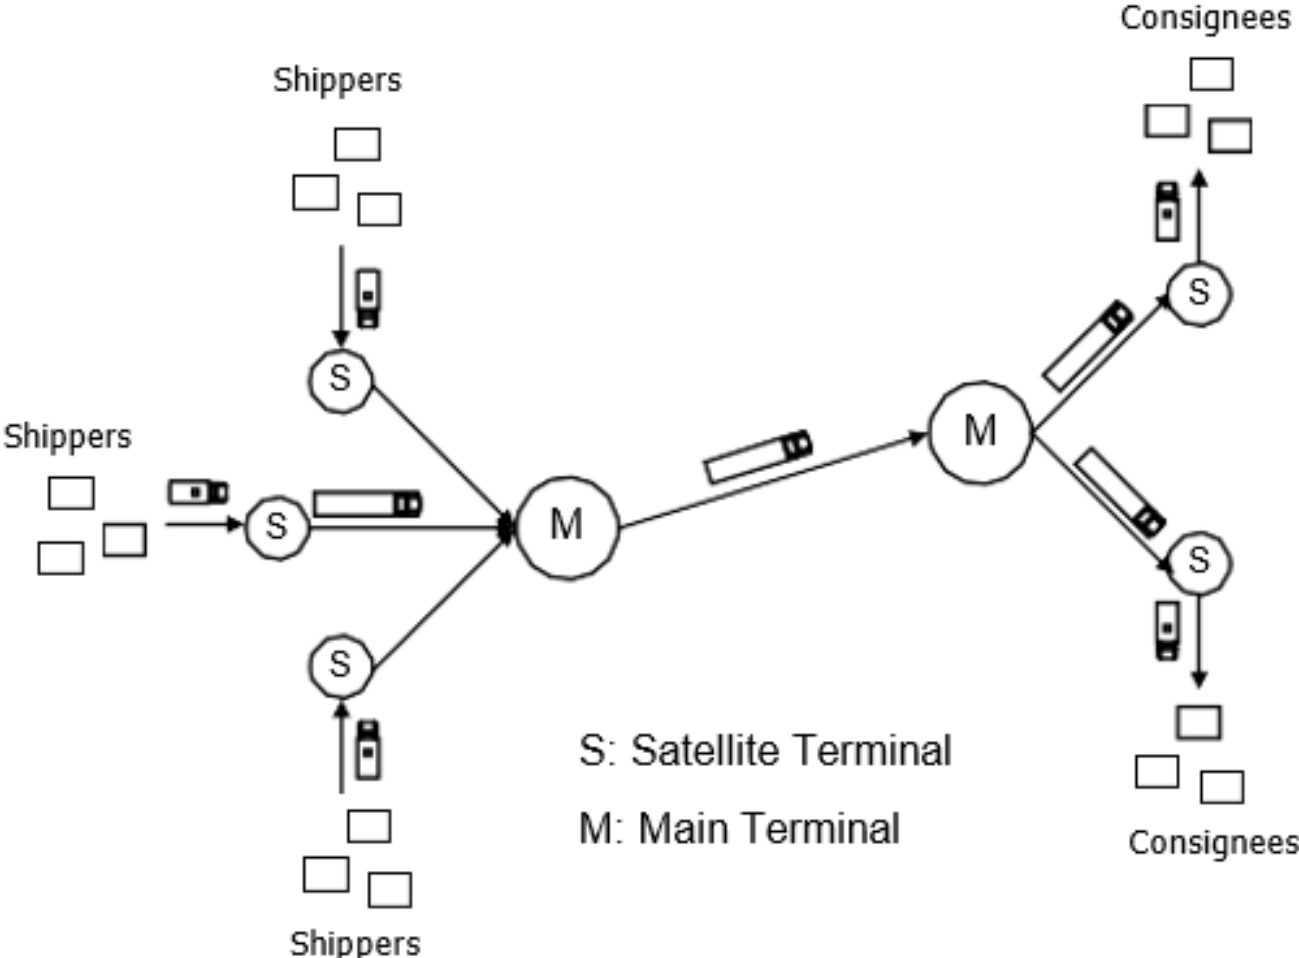 Consignees
Shippers
S
S
Shippers
M
S
M
S
S
S: Satellite Terminal
M: Main Terminal
Consignees
Shippers